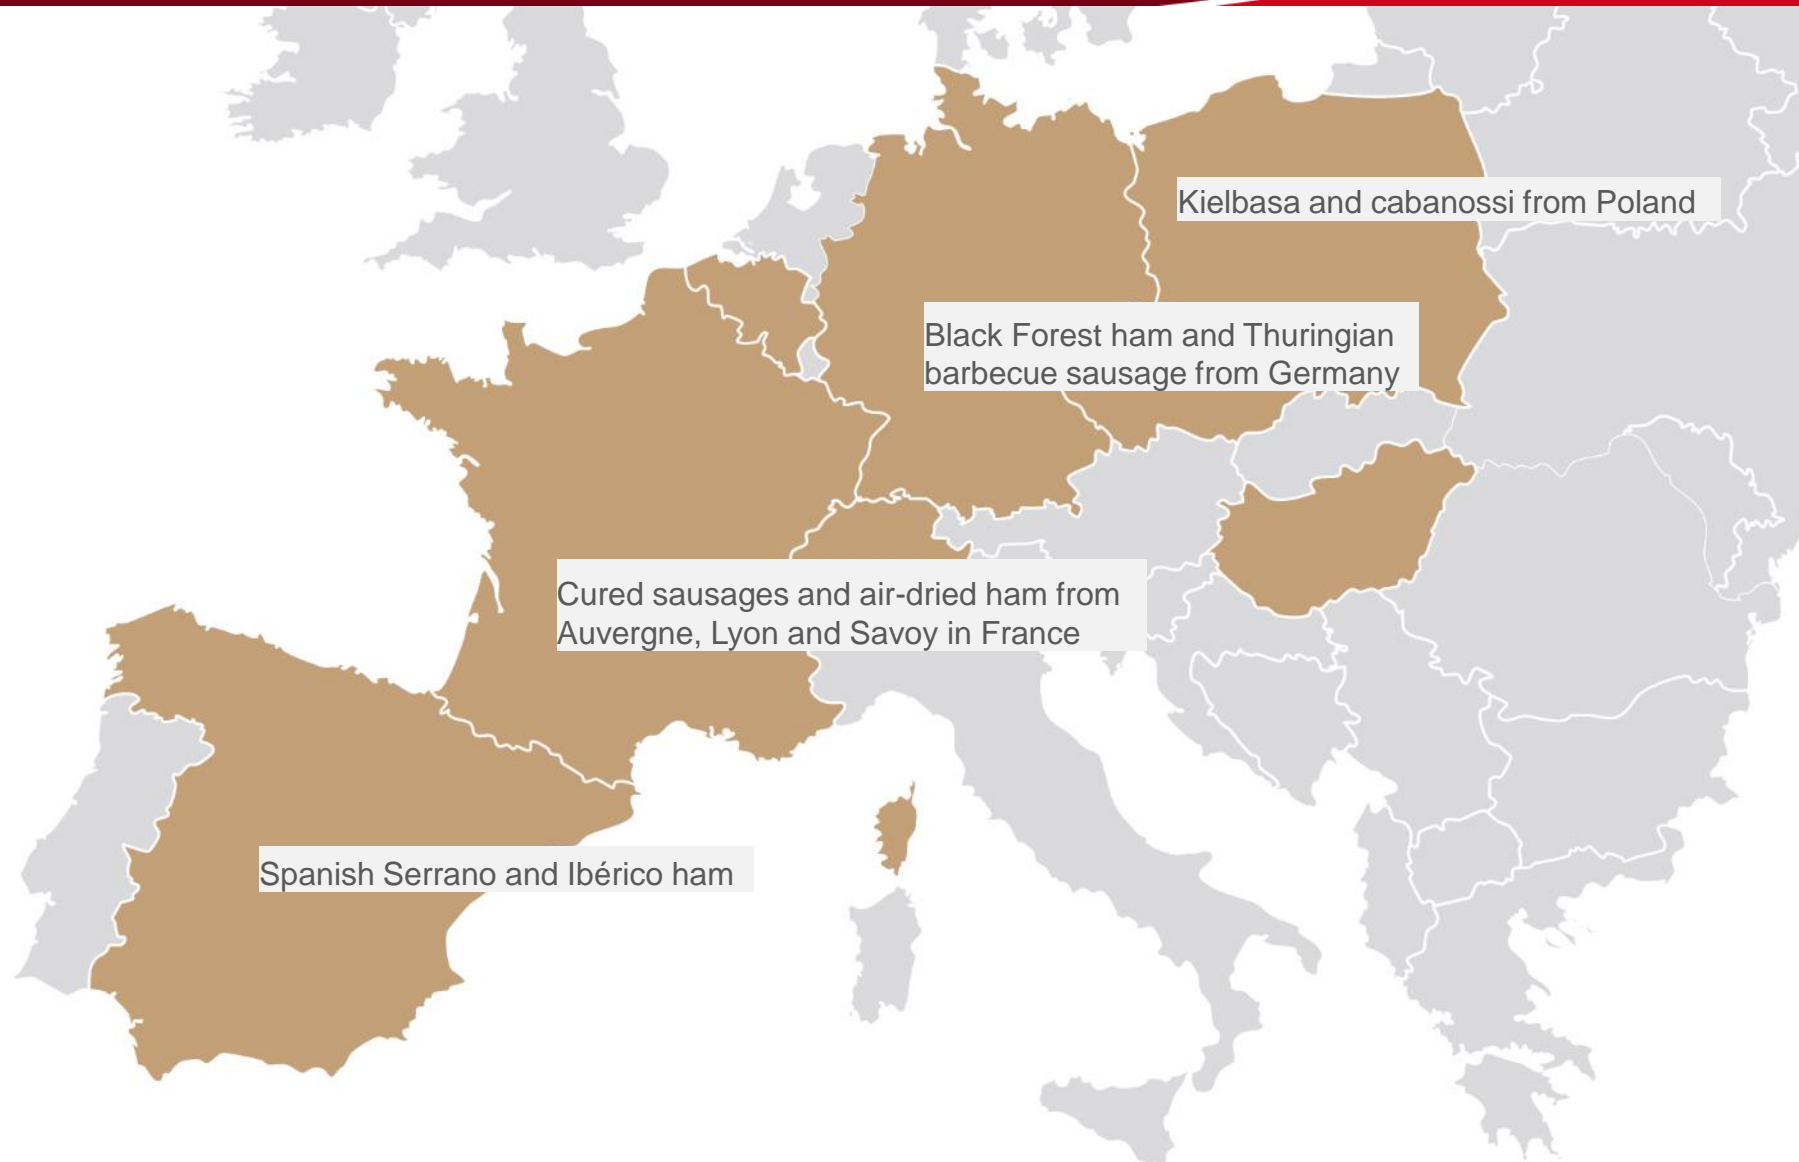 Kielbasa and cabanossi from Poland
Black Forest ham and Thuringian
barbecue sausage from Germany
Cured sausages and air-dried ham from
Auvergne, Lyon and Savoy in France
Spanish Serrano and Ibérico ham